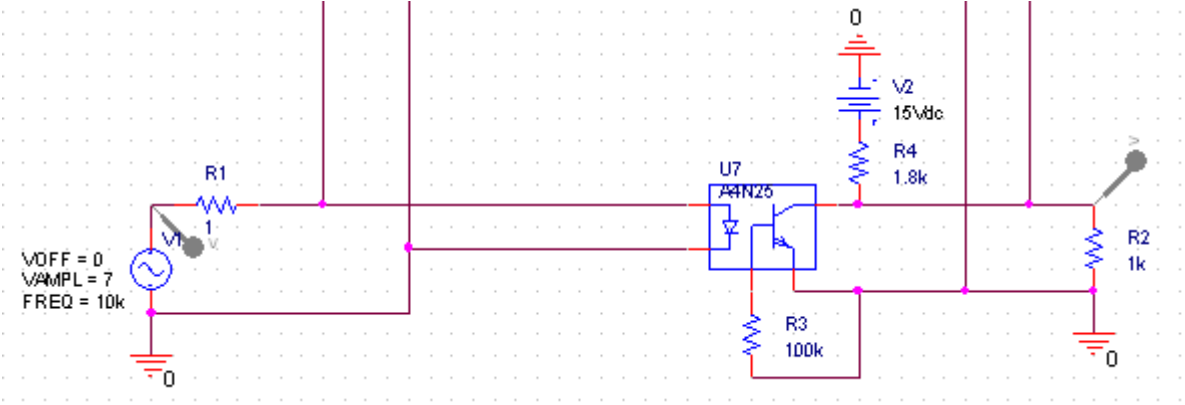 0
V2
15Vdc
R1
R4
1.8k
U7
A4N25
1
V1
V
V
VOFF = 0
VAMPL = 7
FREQ = 10k
R2
1k
R3
100k
0
0